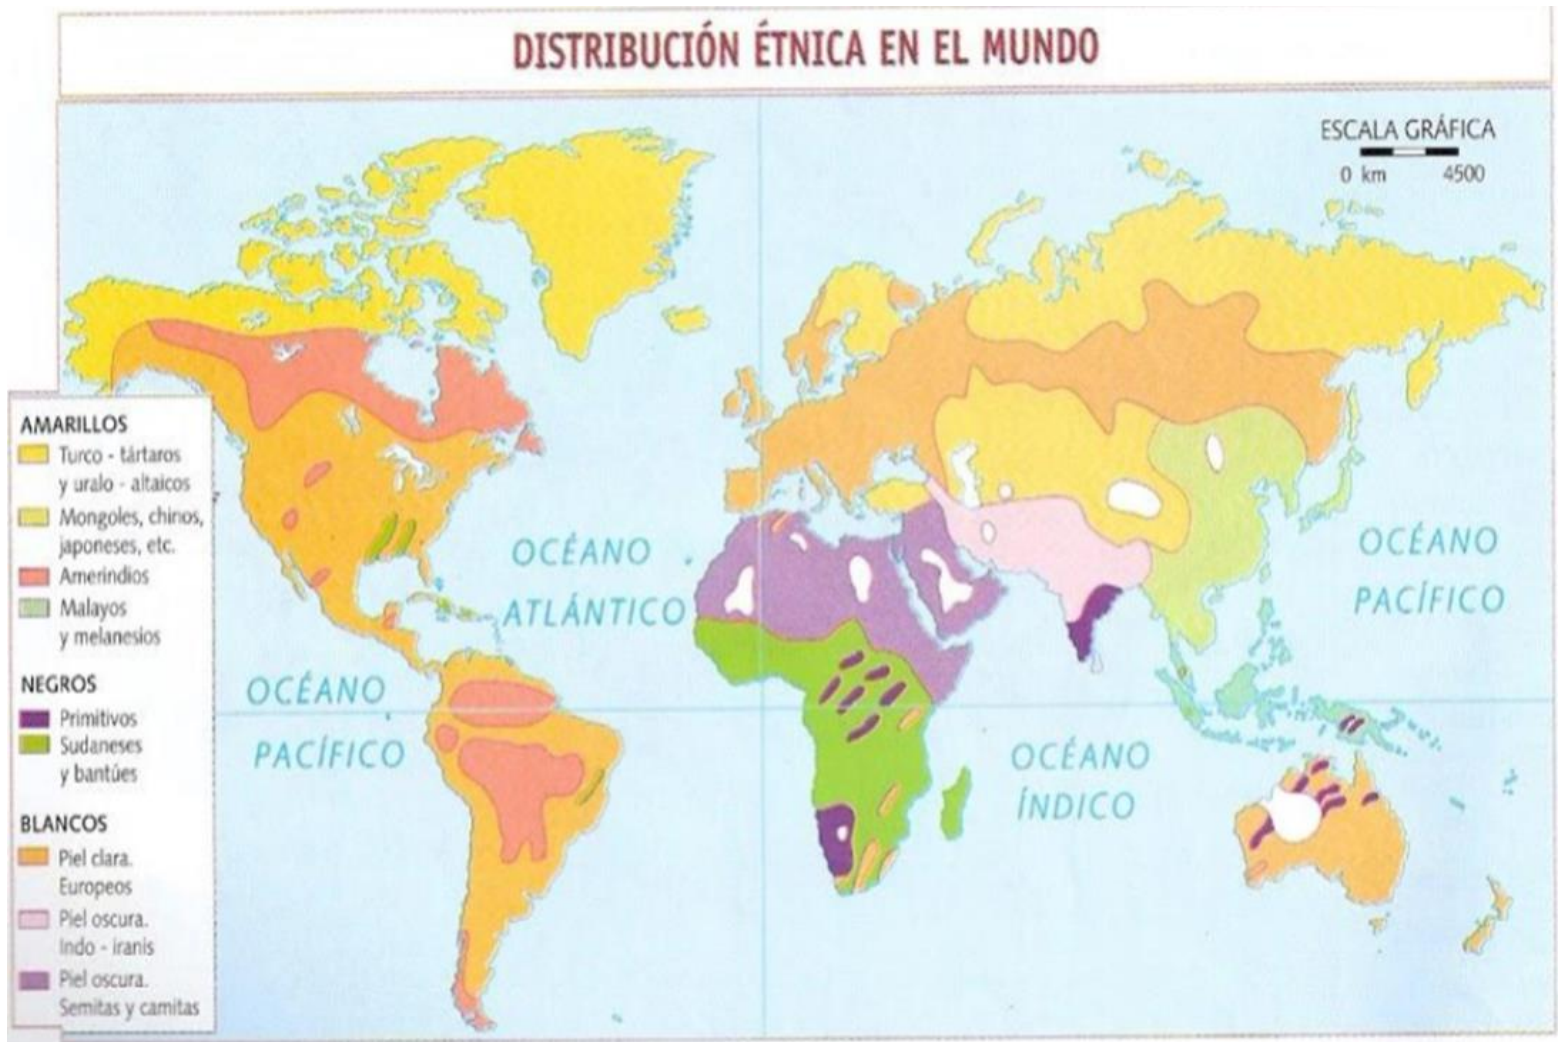 DISTRIBUCIÓN ÉTNICA EN EL MUNDO
ESCALA GRÁFICA
0 km 4500
AMARILLOS
Turco - tártaros
y uralo - altaicos
Mongoles, chinos,
japoneses, etc.
Amerindios
Malayos
y melanesios
NEGROS
Primitivos
Sudaneses
y bantúes
BLANCOS
Piel clara.
Europeos
Piel oscura.
Indo - iranis
Piel oscura.
Semitas y camitas
OCÉANO
ATLÁNTICO
OCÉANO
PACÍFICO
OCÉANO
PACÍFICO
OCÉANO
ÍNDICO